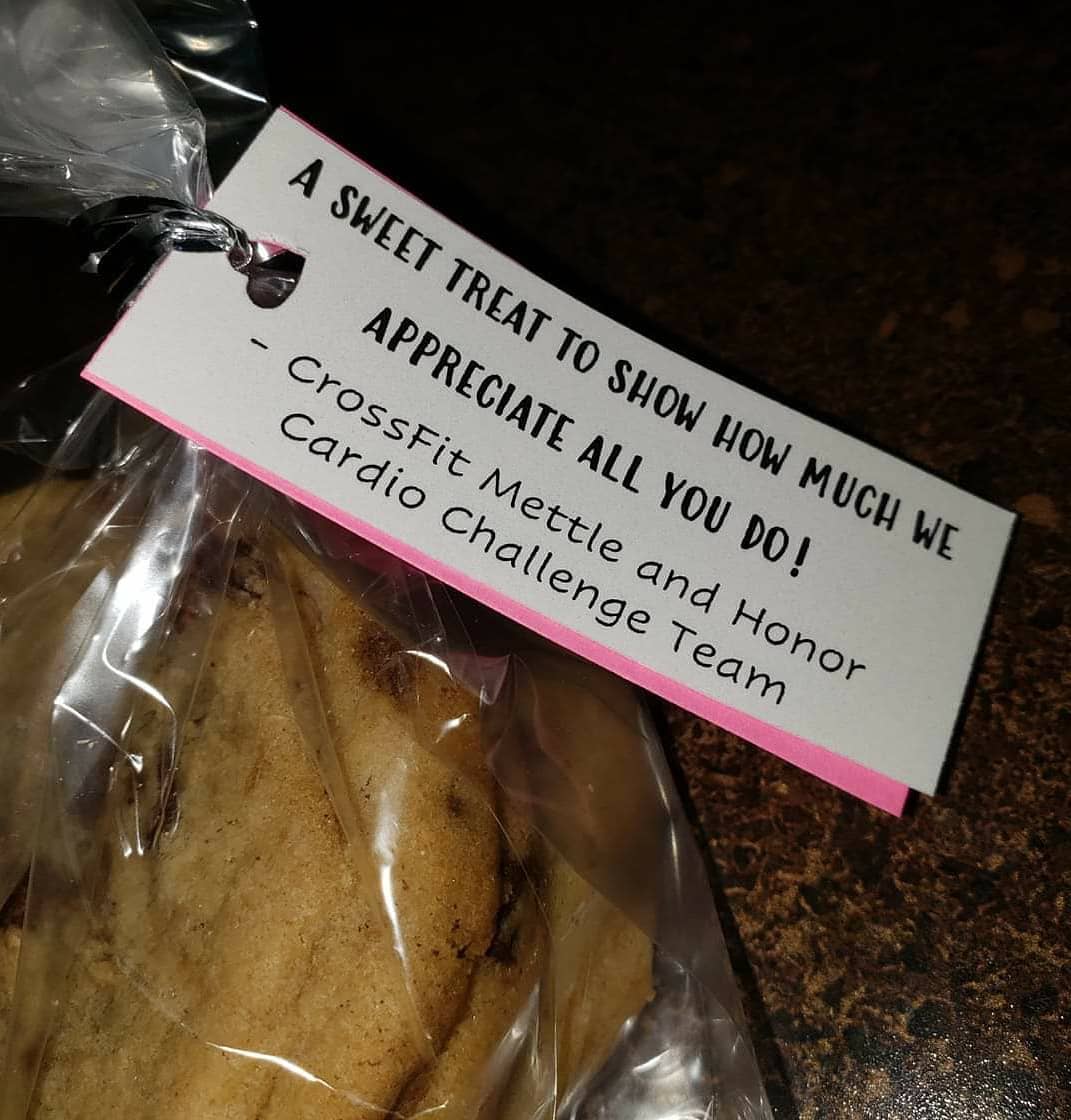 A SWEET TREAT TO SHOW HOW MUCH WE
APPRECIATE ALL YOU DO!
- CrossFit Mettle and Honor
Cardio Challenge Team